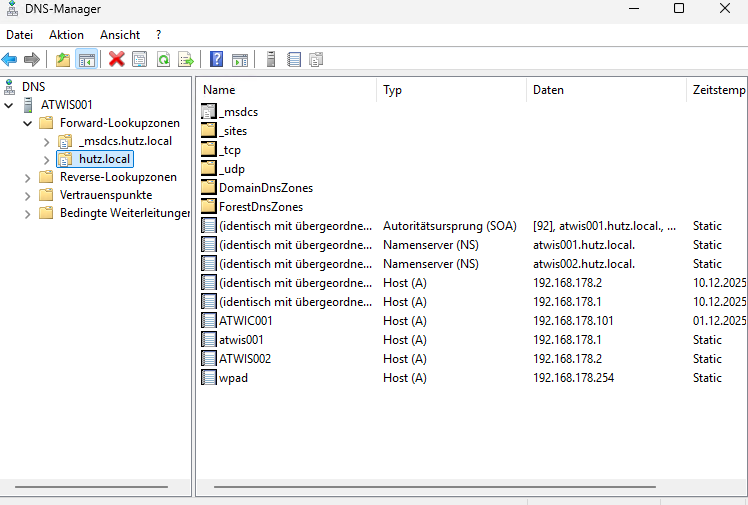 DNS-Manager
Datei Aktion Ansicht ?
DNS
ATWIS001
Forward-Lookupzonen
_msdcs.hutz.local
hutz.local
Reverse-Lookupzonen
Vertrauenspunkte
Bedingte Weiterleitunger
Name Typ Daten Zeitstemp
_msdcs
_sites
_tcp
_udp
DomainDnsZones
ForestDnsZones
(identisch mit übergeordne... Autoritätsursprung (SOA) [92], atwis001.hutz.local., ... Static
(identisch mit übergeordne... Namenserver (NS) atwis001.hutz.local. Static
(identisch mit übergeordne... Namenserver (NS) atwis002.hutz.local. Static
(identisch mit übergeordne... Host (A) 192.168.178.2 10.12.2025
(identisch mit übergeordne... Host (A) 192.168.178.1 10.12.2025
ATWIC001 Host (A) 192.168.178.101 01.12.2025
atwis001 Host (A) 192.168.178.1 Static
ATWIS002 Host (A) 192.168.178.2 Static
wpad Host (A) 192.168.178.254 Static